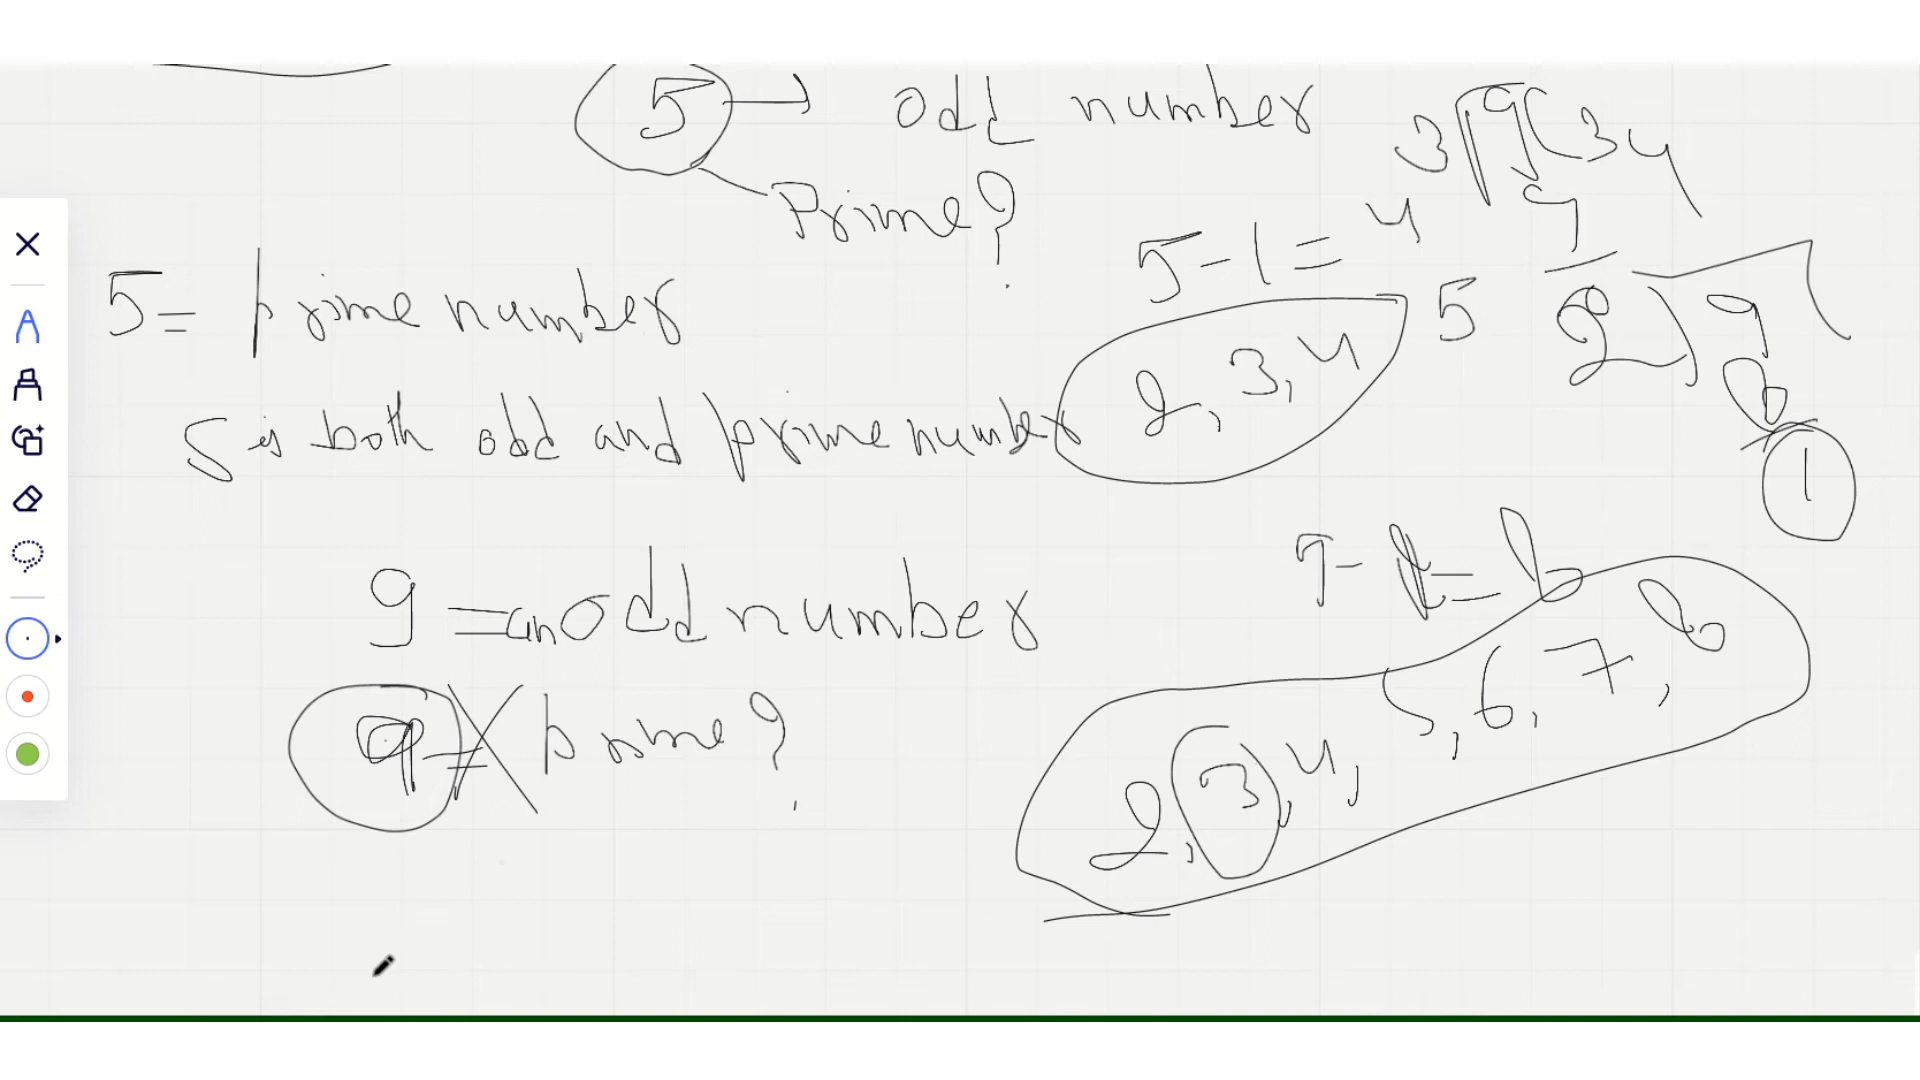 5 → odd number
3 9 3
Prime?
5-1=4
9
5 = prime number
5
2) 9
8
1
2, 3, 4
5 is both odd and prime number
9 = an odd number
9 - 1 = 8
9 = prime?
2, 3, 4, 5, 6, 7, 8